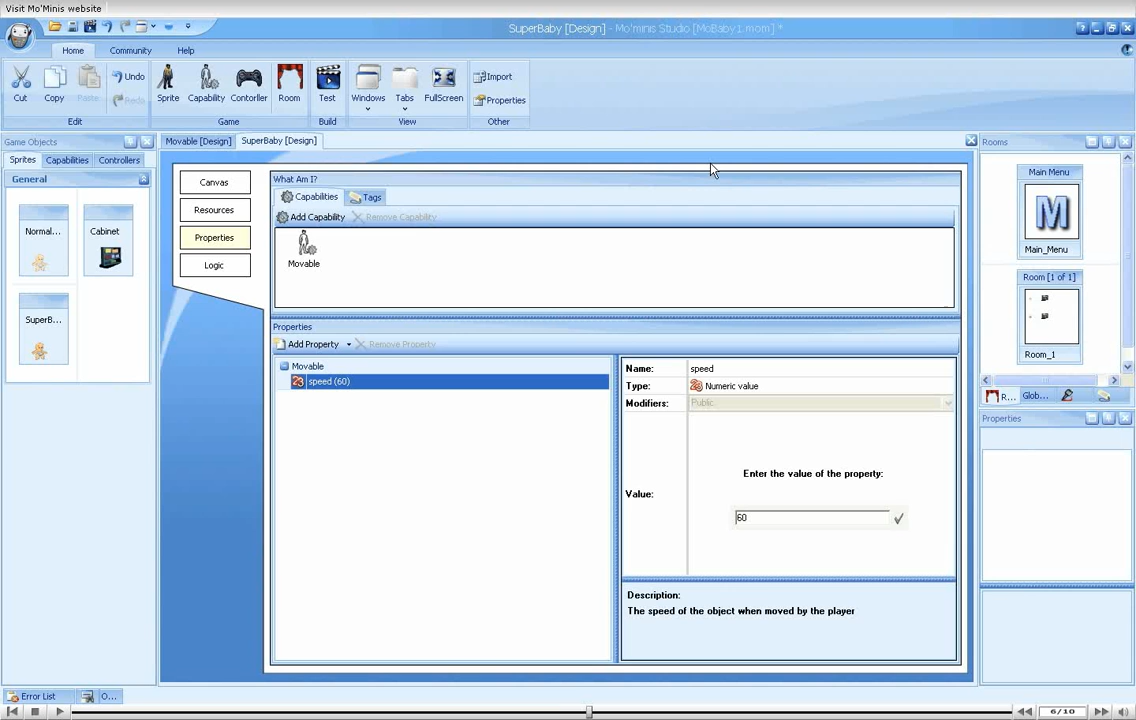 Visit Mo'Minis website
SuperBaby [Design] - Mo'minis Studio [MoBaby1.mom] *
Home
Community
Help
Cut
Copy
Paste
Undo
Redo
Edit
Sprite
Capability
Contorller
Room
Game
Test
Build
Windows
Tabs
FullScreen
View
Import
Properties
Other
Game Objects
Sprites
Capabilities
Controllers
General
Normal...
Cabinet
SuperB...
Movable [Design]
SuperBaby [Design]
Canvas
Resources
Properties
Logic
What Am I?
Capabilities
Tags
Add Capability
Remove Capability
Movable
Properties
Add Property
Remove Property
Movable
speed (60)
Name: speed
Type: Numeric value
Modifiers: Public
Enter the value of the property:
Value:
60
Description:
The speed of the object when moved by the player
Rooms
Main Menu
M
Main_Menu
Room [1 of 1]
Room_1
R...
Glob...
Properties
Error List
O...
6/10